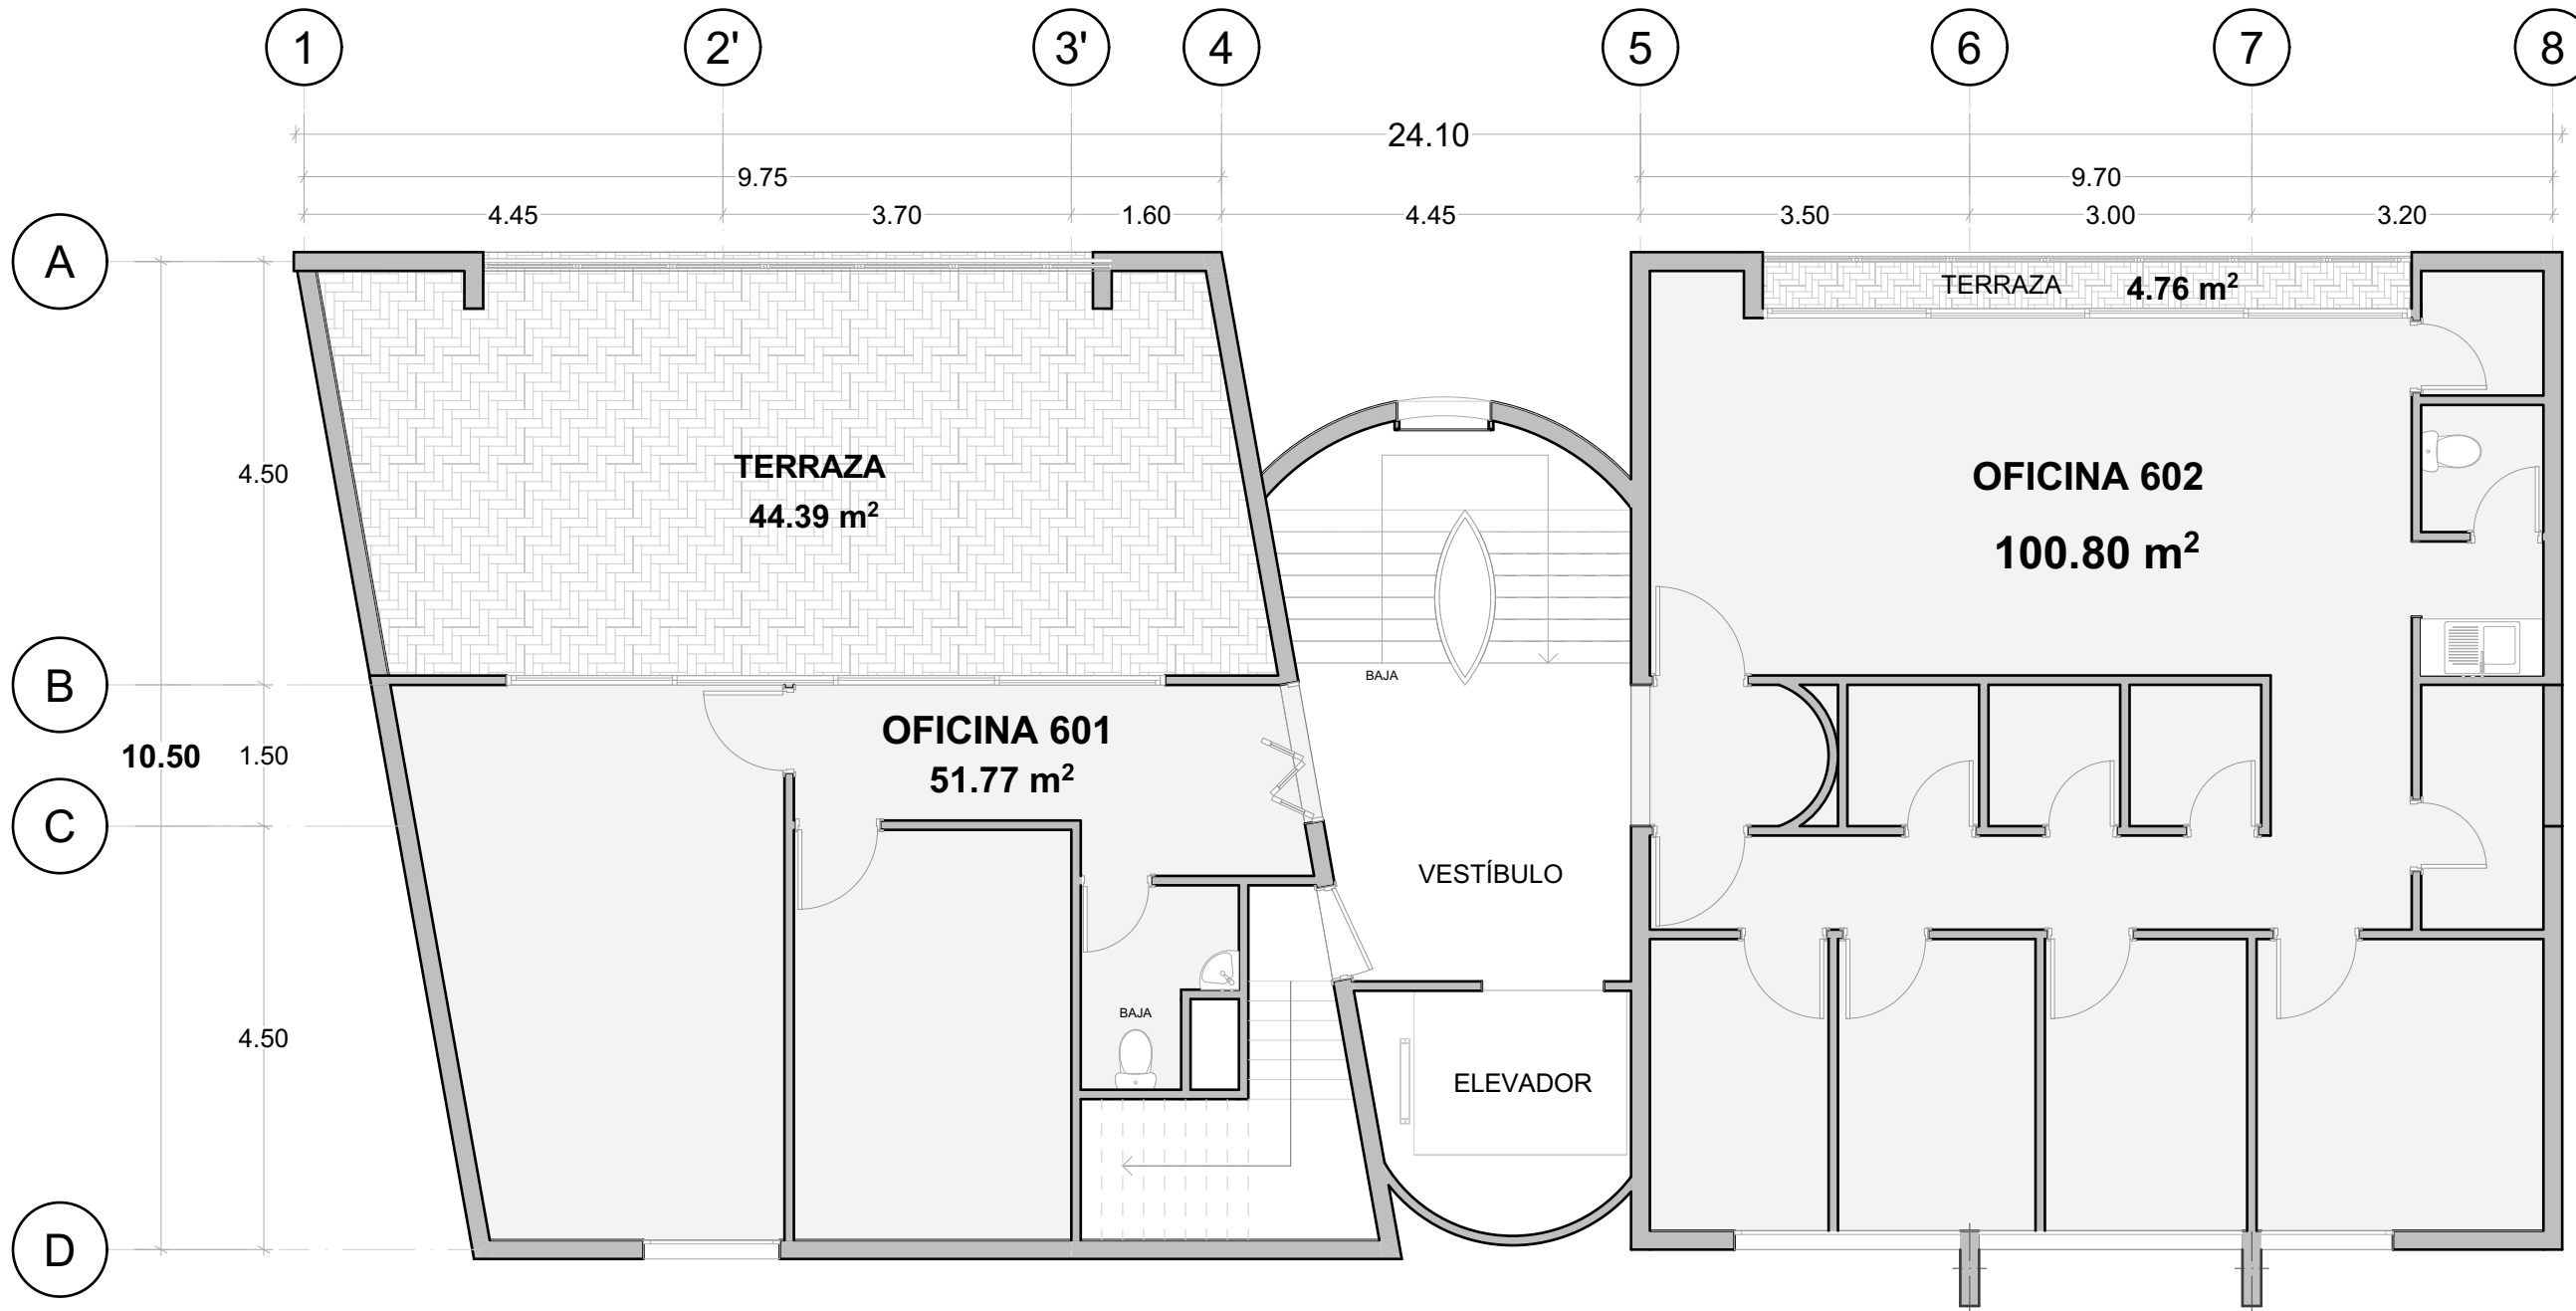 1 2' 3' 4 5 6 7 8
24.10
9.75 9.70
4.45 3.70 1.60 4.45 3.50 3.00 3.20
A
TERRAZA 4.76 m²
4.50
TERRAZA
44.39 m²
OFICINA 602
100.80 m²
B
BAJA
OFICINA 601
51.77 m²
10.50 1.50
C
VESTÍBULO
BAJA
4.50
ELEVADOR
D